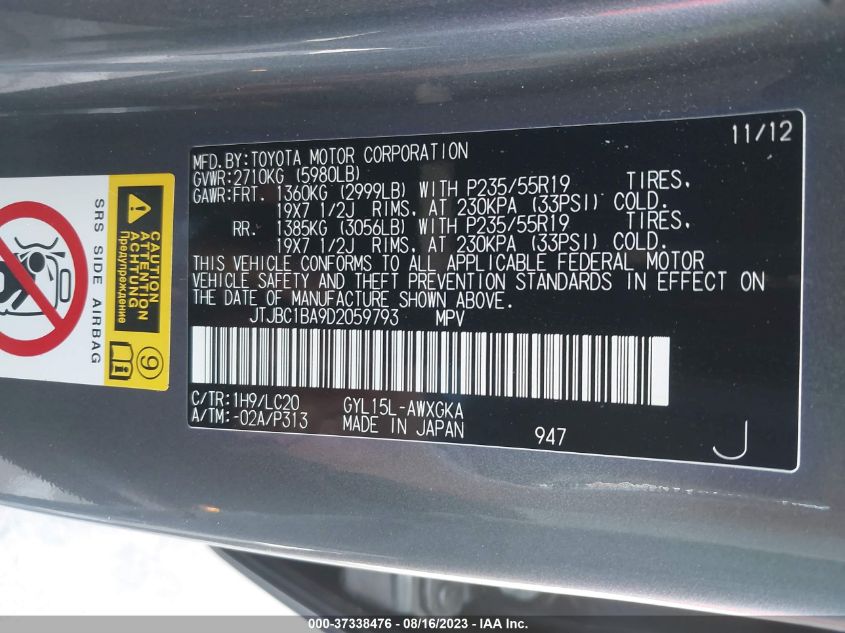 11/12
MFD.BY:TOYOTA MOTOR CORPORATION
GVWR:2710KG (5980LB)
GAWR:FRT. 1360KG (2999LB) WITH P235/55R19 TIRES,
19X7 1/2J RIMS, AT 230KPA (33PSI) COLD.
RR. 1385KG (3056LB) WITH P235/55R19 TIRES,
19X7 1/2J RIMS, AT 230KPA (33PSI) COLD.
THIS VEHICLE CONFORMS TO ALL APPLICABLE FEDERAL MOTOR
VEHICLE SAFETY AND THEFT PREVENTION STANDARDS IN EFFECT ON
THE DATE OF MANUFACTURE SHOWN ABOVE.
JTJBC1BA9D2059793 MPV
C/TR:1H9/LC20 GYL15L-AWXGKA
A/TM:-02A/P313 MADE IN JAPAN 947
J
CAUTION
ATTENTION
ACHTUNG
Предупреждение
9
SRS SIDE AIRBAG
000-37338476 - 08/16/2023 - IAA Inc.